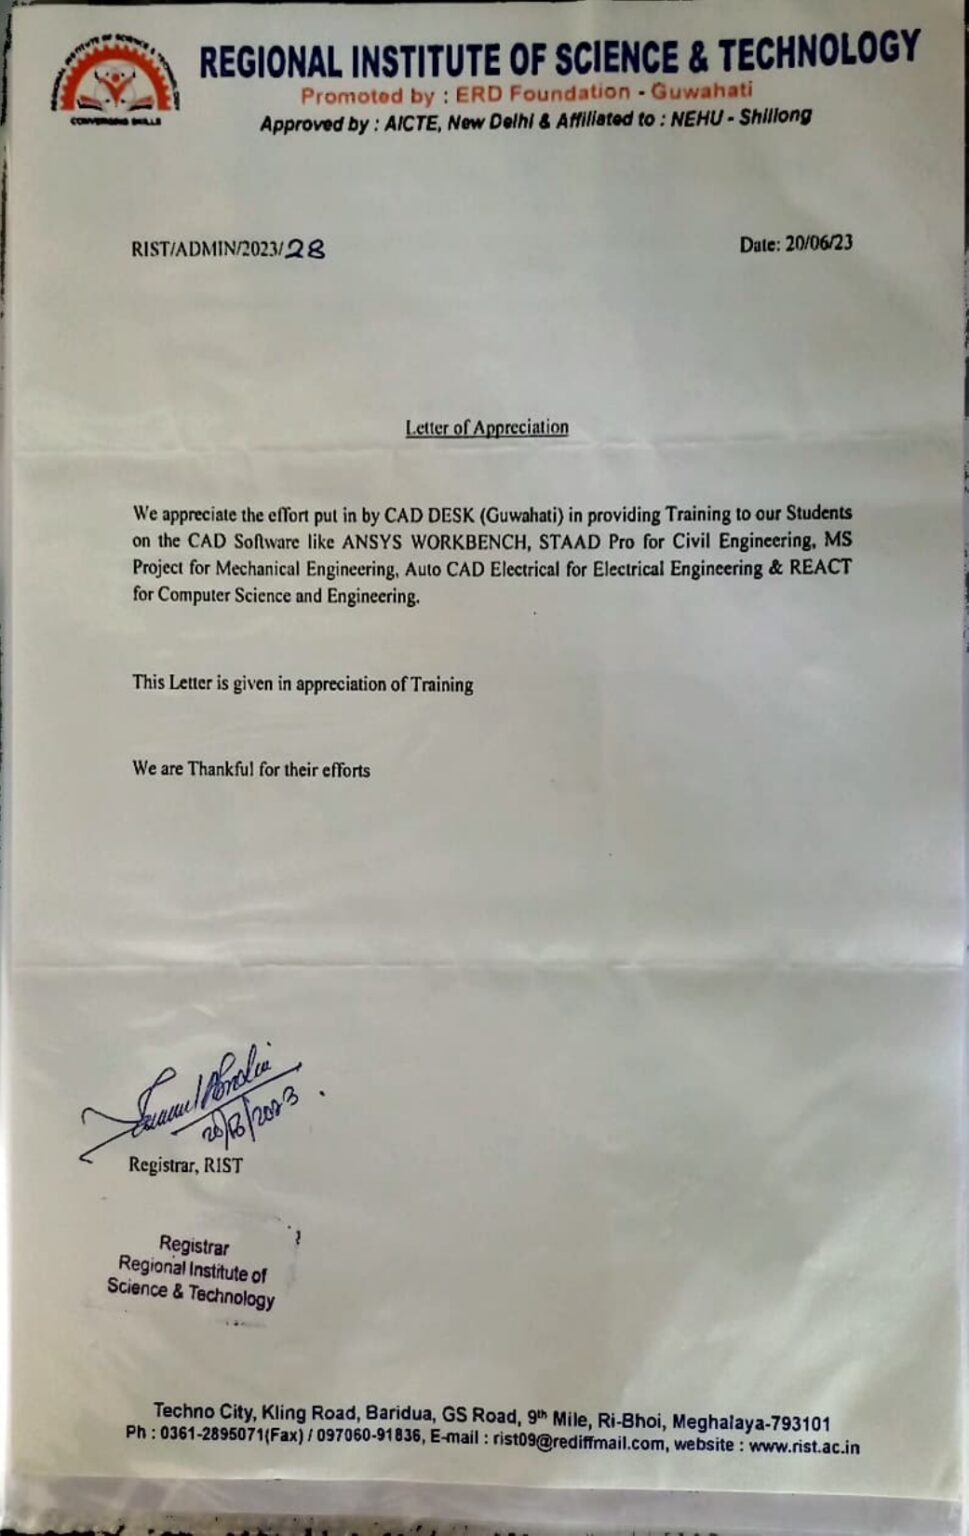 REGIONAL INSTITUTE OF SCIENCE & TECHNOLOGY
Promoted by : ERD Foundation - Guwahati
Approved by : AICTE, New Delhi & Affiliated to : NEHU - Shillong
CONVERGING SKILLS
RIST/ADMIN/2023/28
Date: 20/06/23
Letter of Appreciation
We appreciate the effort put in by CAD DESK (Guwahati) in providing Training to our Students
on the CAD Software like ANSYS WORKBENCH, STAAD Pro for Civil Engineering, MS
Project for Mechanical Engineering, Auto CAD Electrical for Electrical Engineering & REACT
for Computer Science and Engineering.
This Letter is given in appreciation of Training
We are Thankful for their efforts
20/6/2023
Registrar, RIST
Registrar
Regional Institute of
Science & Technology
Techno City, Kling Road, Baridua, GS Road, 9th Mile, Ri-Bhoi, Meghalaya-793101
Ph : 0361-2895071(Fax) / 097060-91836, E-mail : rist09@rediffmail.com, website : www.rist.ac.in